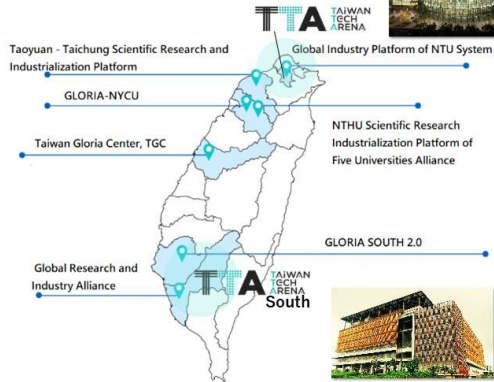 TTA TAIWAN
TECH
ARENA
Taoyuan - Taichung Scientific Research and
Industrialization Platform
Global Industry Platform of NTU System
GLORIA-NYCU
NTHU Scientific Research
Industrialization Platform of
Five Universities Alliance
Taiwan Gloria Center, TGC
GLORIA SOUTH 2.0
Global Research and
Industry Alliance
TTA TAIWAN
TECH
ARENA
South